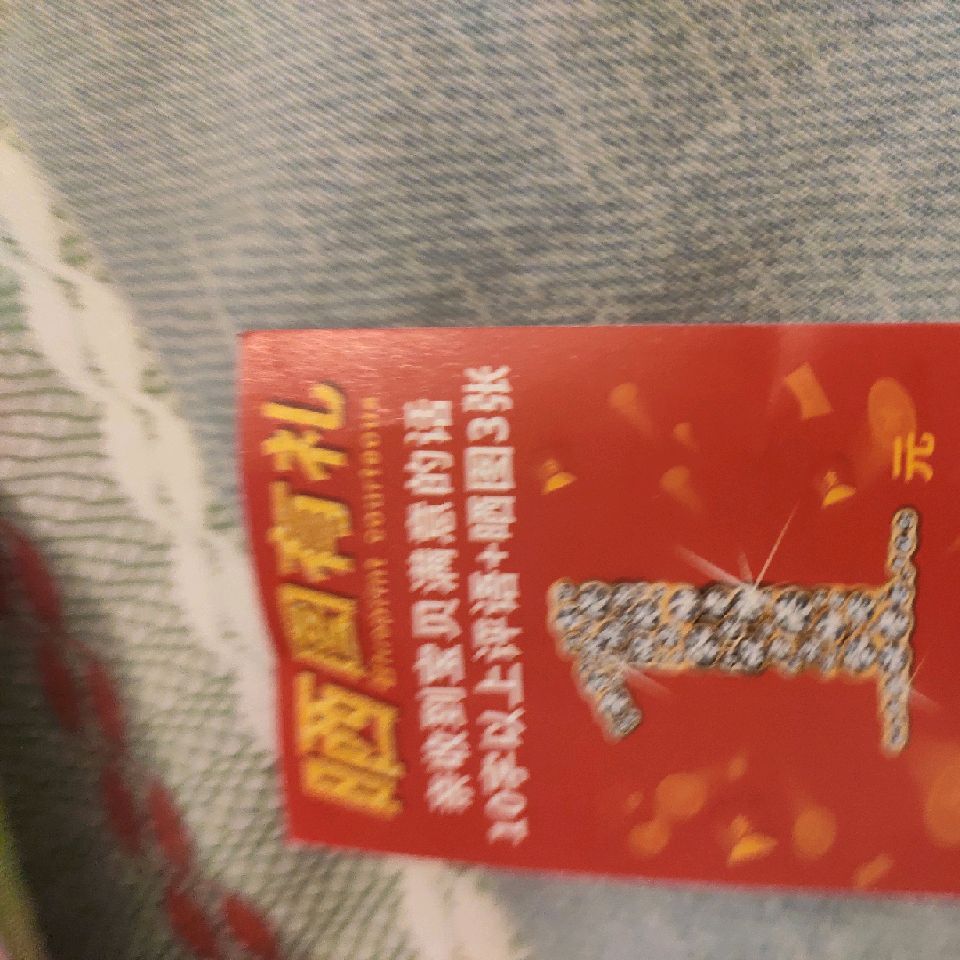 晒图有礼
亲收到宝贝满意的话
10字以上评语+晒图3张
1元